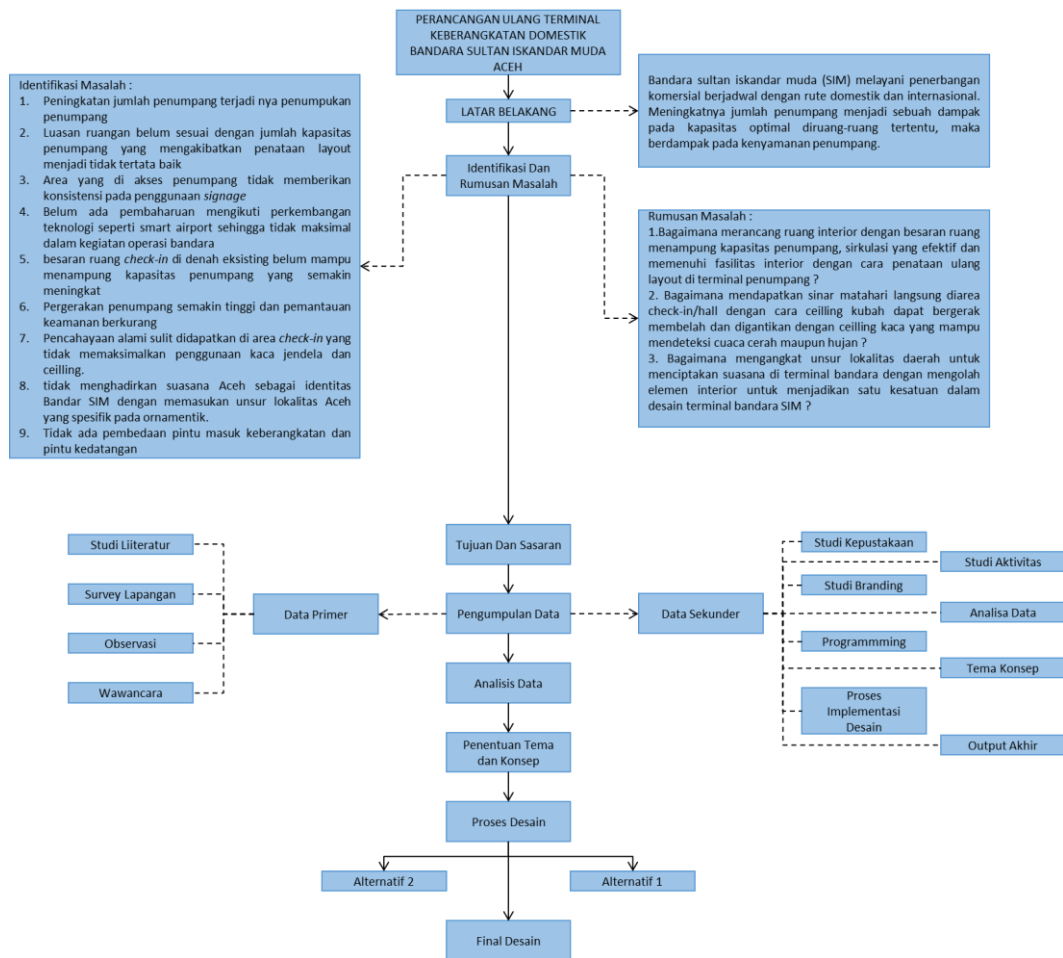 PERANCANGAN ULANG TERMINAL
KEBERANGKATAN DOMESTIK
BANDARA SULTAN ISKANDAR MUDA
ACEH
LATAR BELAKANG
Bandara sultan iskandar muda (SIM) melayani penerbangan
komersial berjadwal dengan rute domestik dan internasional.
Meningkatnya jumlah penumpang menjadi sebuah dampak
pada kapasitas optimal diruang-ruang tertentu, maka
berdampak pada kenyamanan penumpang.
Identifikasi Dan
Rumusan Masalah
Identifikasi Masalah :
1. Peningkatan jumlah penumpang terjadi nya penumpukan
penumpang
2. Luasan ruangan belum sesuai dengan jumlah kapasitas
penumpang yang mengakibatkan penataan layout
menjadi tidak tertata baik
3. Area yang di akses penumpang tidak memberikan
konsistensi pada penggunaan signage
4. Belum ada pembaharuan mengikuti perkembangan
teknologi seperti smart airport sehingga tidak maksimal
dalam kegiatan operasi bandara
5. besaran ruang check-in di denah eksisting belum mampu
menampung kapasitas penumpang yang semakin
meningkat
6. Pergerakan penumpang semakin tinggi dan pemantauan
keamanan berkurang
7. Pencahayaan alami sulit didapatkan di area check-in yang
tidak memaksimalkan penggunaan kaca jendela dan
ceilling.
8. tidak menghadirkan suasana Aceh sebagai identitas
Bandar SIM dengan memasukan unsur lokalitas Aceh
yang spesifik pada ornamentik.
9. Tidak ada pembedaan pintu masuk keberangkatan dan
pintu kedatangan
Rumusan Masalah :
1.Bagaimana merancang ruang interior dengan besaran ruang
menampung kapasitas penumpang, sirkulasi yang efektif dan
memenuhi fasilitas interior dengan cara penataan ulang
layout di terminal penumpang ?
2. Bagaimana mendapatkan sinar matahari langsung diarea
check-in/hall dengan cara ceilling kubah dapat bergerak
membelah dan digantikan dengan ceilling kaca yang mampu
mendeteksi cuaca cerah maupun hujan ?
3. Bagaimana mengangkat unsur lokalitas daerah untuk
menciptakan suasana di terminal bandara dengan mengolah
elemen interior untuk menjadikan satu kesatuan dalam
desain terminal bandara SIM ?
Tujuan Dan Sasaran
Pengumpulan Data
Data Primer
Studi Liiteratur
Survey Lapangan
Observasi
Wawancara
Data Sekunder
Studi Kepustakaan
Studi Aktivitas
Studi Branding
Analisa Data
Programmming
Tema Konsep
Proses
Implementasi
Desain
Output Akhir
Analisis Data
Penentuan Tema
dan Konsep
Proses Desain
Alternatif 2
Alternatif 1
Final Desain